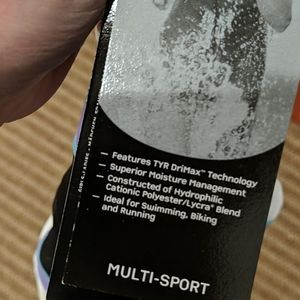 — Features TYR DriMax™ Technology
— Superior Moisture Management
— Constructed of Hydrophilic
Cationic Polyester/Lycra® Blend
— Ideal for Swimming, Biking
and Running
MULTI-SPORT